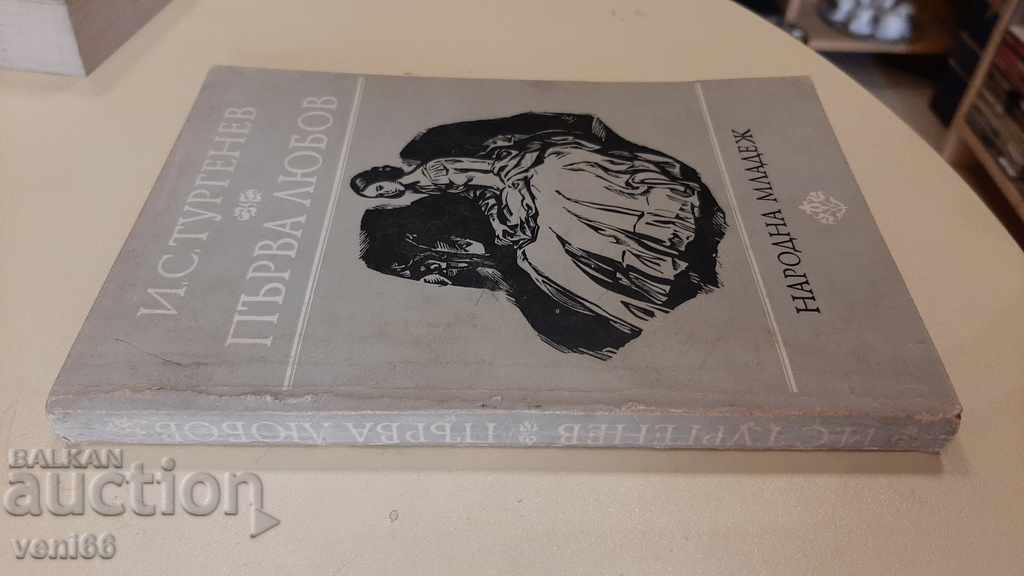 И. С. ТУРГЕНЕВ
ПЪРВА ЛЮБОВ
НАРОДНА МЛАДЕЖ
И. С. ТУРГЕНЕВ ПЪРВА ЛЮБОВ
BALKAN
auction
veni66